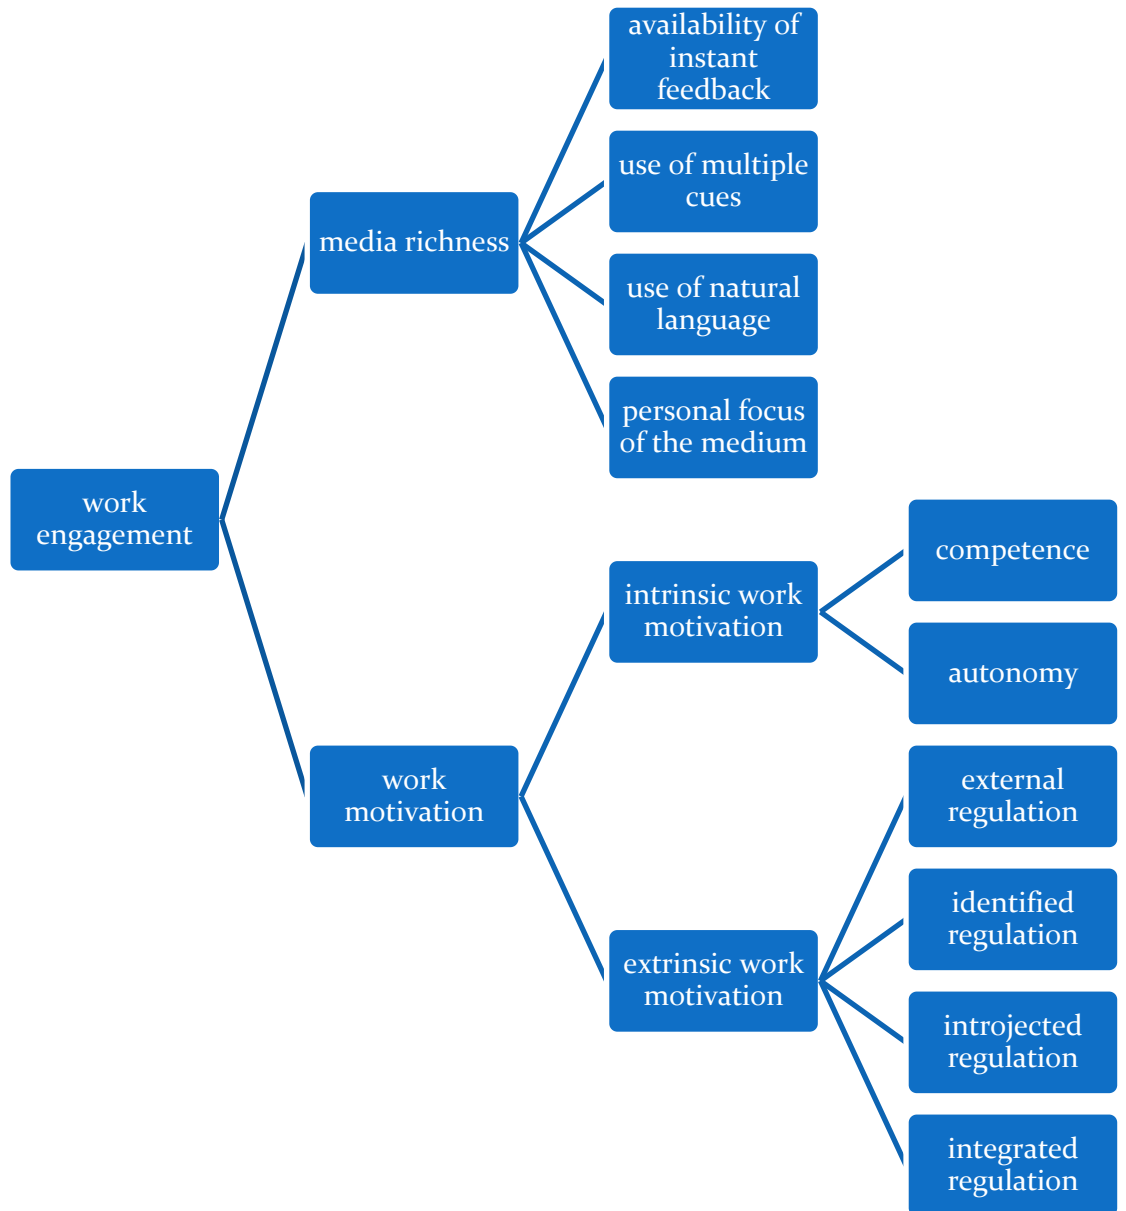 availability of
instant
feedback
use of multiple
cues
media richness
use of natural
language
personal focus
of the medium
work
engagement
competence
intrinsic work
motivation
autonomy
work
motivation
external
regulation
identified
regulation
extrinsic work
motivation
introjected
regulation
integrated
regulation